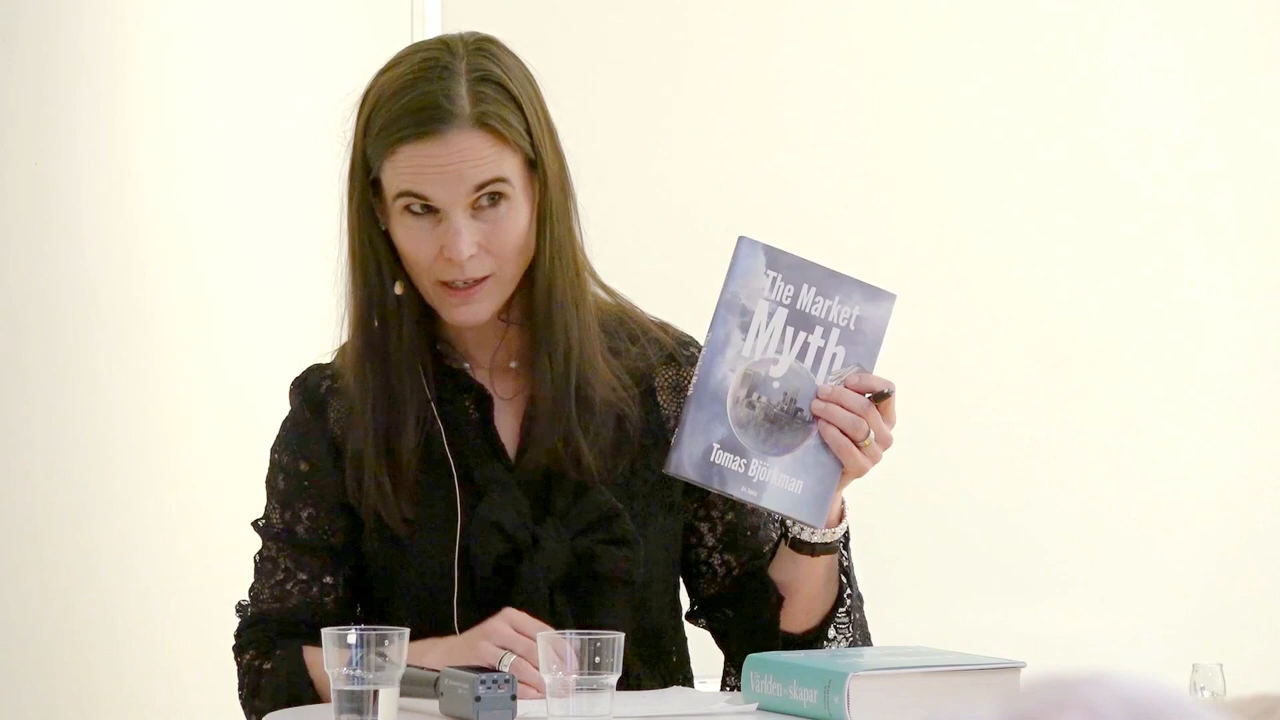 The Market
Myth
Tomas Björkman
Världen
skapar